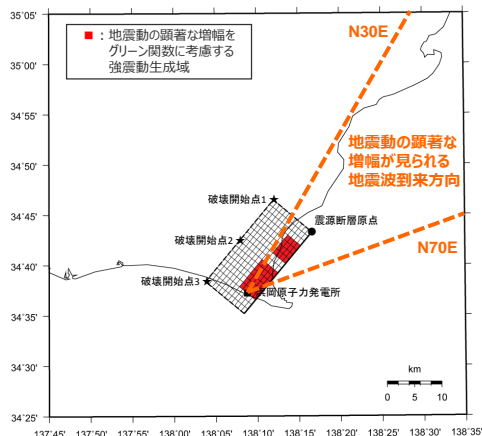 35˚05'
35˚00'
34˚55'
34˚50'
34˚45'
34˚40'
34˚35'
34˚30'
34˚25'
■：地震動の顕著な増幅を
グリーン関数に考慮する
強震動生成域
N30E
地震動の顕著な
増幅が見られる
地震波到来方向
破壊開始点1
震源断層原点
破壊開始点2
N70E
破壊開始点3
岡原子力発電所
km
0 5 10
137˚45' 137˚50' 137˚55' 138˚00' 138˚05' 138˚10' 138˚15' 138˚20' 138˚25' 138˚30' 138˚35'